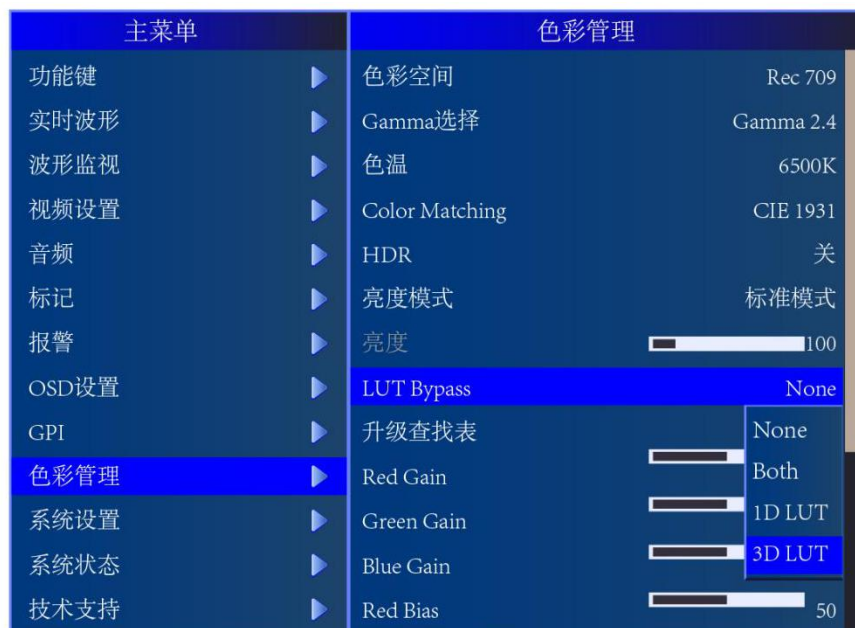 主菜单
功能键
实时波形
波形监视
视频设置
音频
标记
报警
OSD设置
GPI
色彩管理
系统设置
系统状态
技术支持
色彩管理
色彩空间 Rec 709
Gamma选择 Gamma 2.4
色温 6500K
Color Matching CIE 1931
HDR 关
亮度模式 标准模式
亮度 100
LUT Bypass None
升级查找表
Red Gain
Green Gain
Blue Gain
Red Bias 50
None
Both
1D LUT
3D LUT